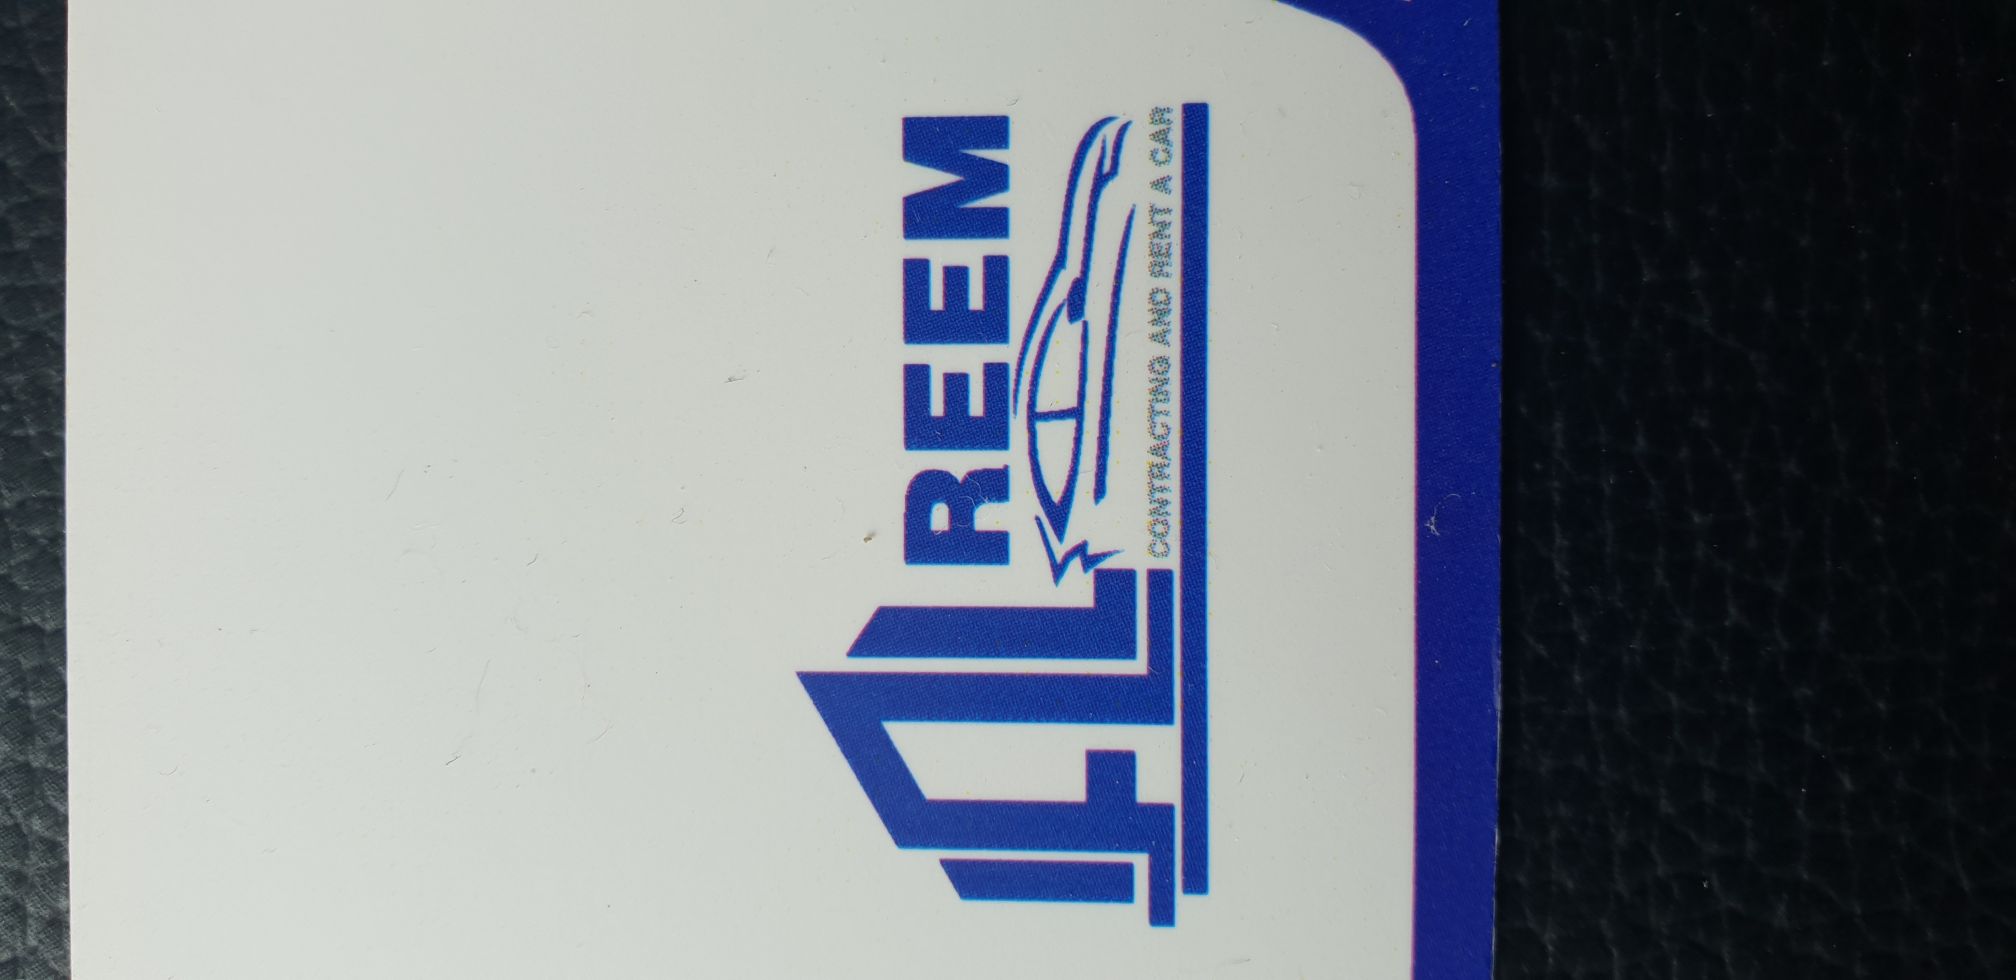 REEM
CONTRACTING AND RENT A CAR